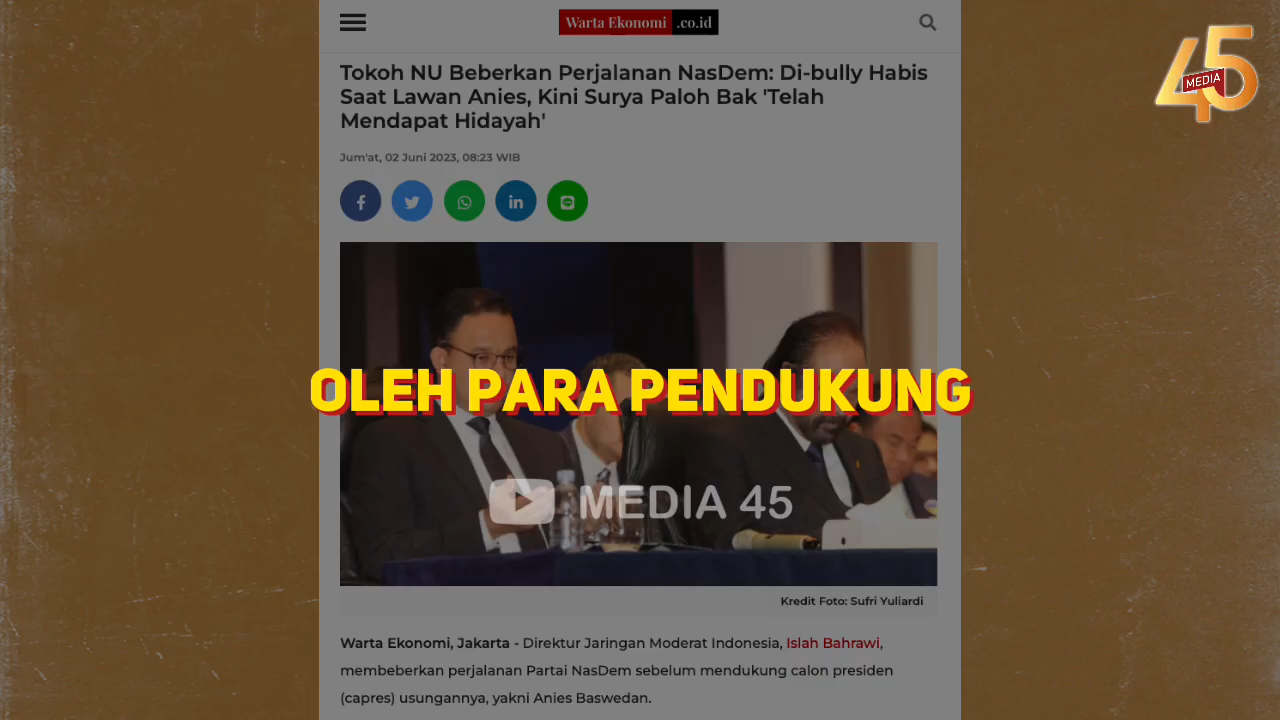 Warta Ekonomi .co.id
45
MEDIA
Tokoh NU Beberkan Perjalanan NasDem: Di-bully Habis
Saat Lawan Anies, Kini Surya Paloh Bak 'Telah
Mendapat Hidayah'
Jum'at, 02 Juni 2023, 08:23 WIB
OLEH PARA PENDUKUNG
MEDIA 45
Kredit Foto: Sufri Yuliardi
Warta Ekonomi, Jakarta - Direktur Jaringan Moderat Indonesia, Islah Bahrawi,
membeberkan perjalanan Partai NasDem sebelum mendukung calon presiden
(capres) usungannya, yakni Anies Baswedan.